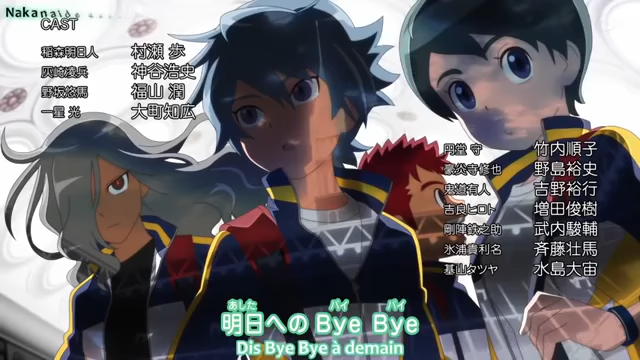 Nakanaide
CAST
稲森明日人 村瀬 歩
灰崎凌兵 神谷浩史
野坂悠馬 福山 潤
一星 光 大町知広
円堂 守 竹内順子
豪炎寺修也 野島裕史
鬼道有人 吉野裕行
吉良ヒロト 増田俊樹
剛陣鉄之助 武内駿輔
氷浦貴利名 斉藤壮馬
基山タツヤ 水島大宙
あした バイ バイ
明日への Bye Bye
Dis Bye Bye à demain